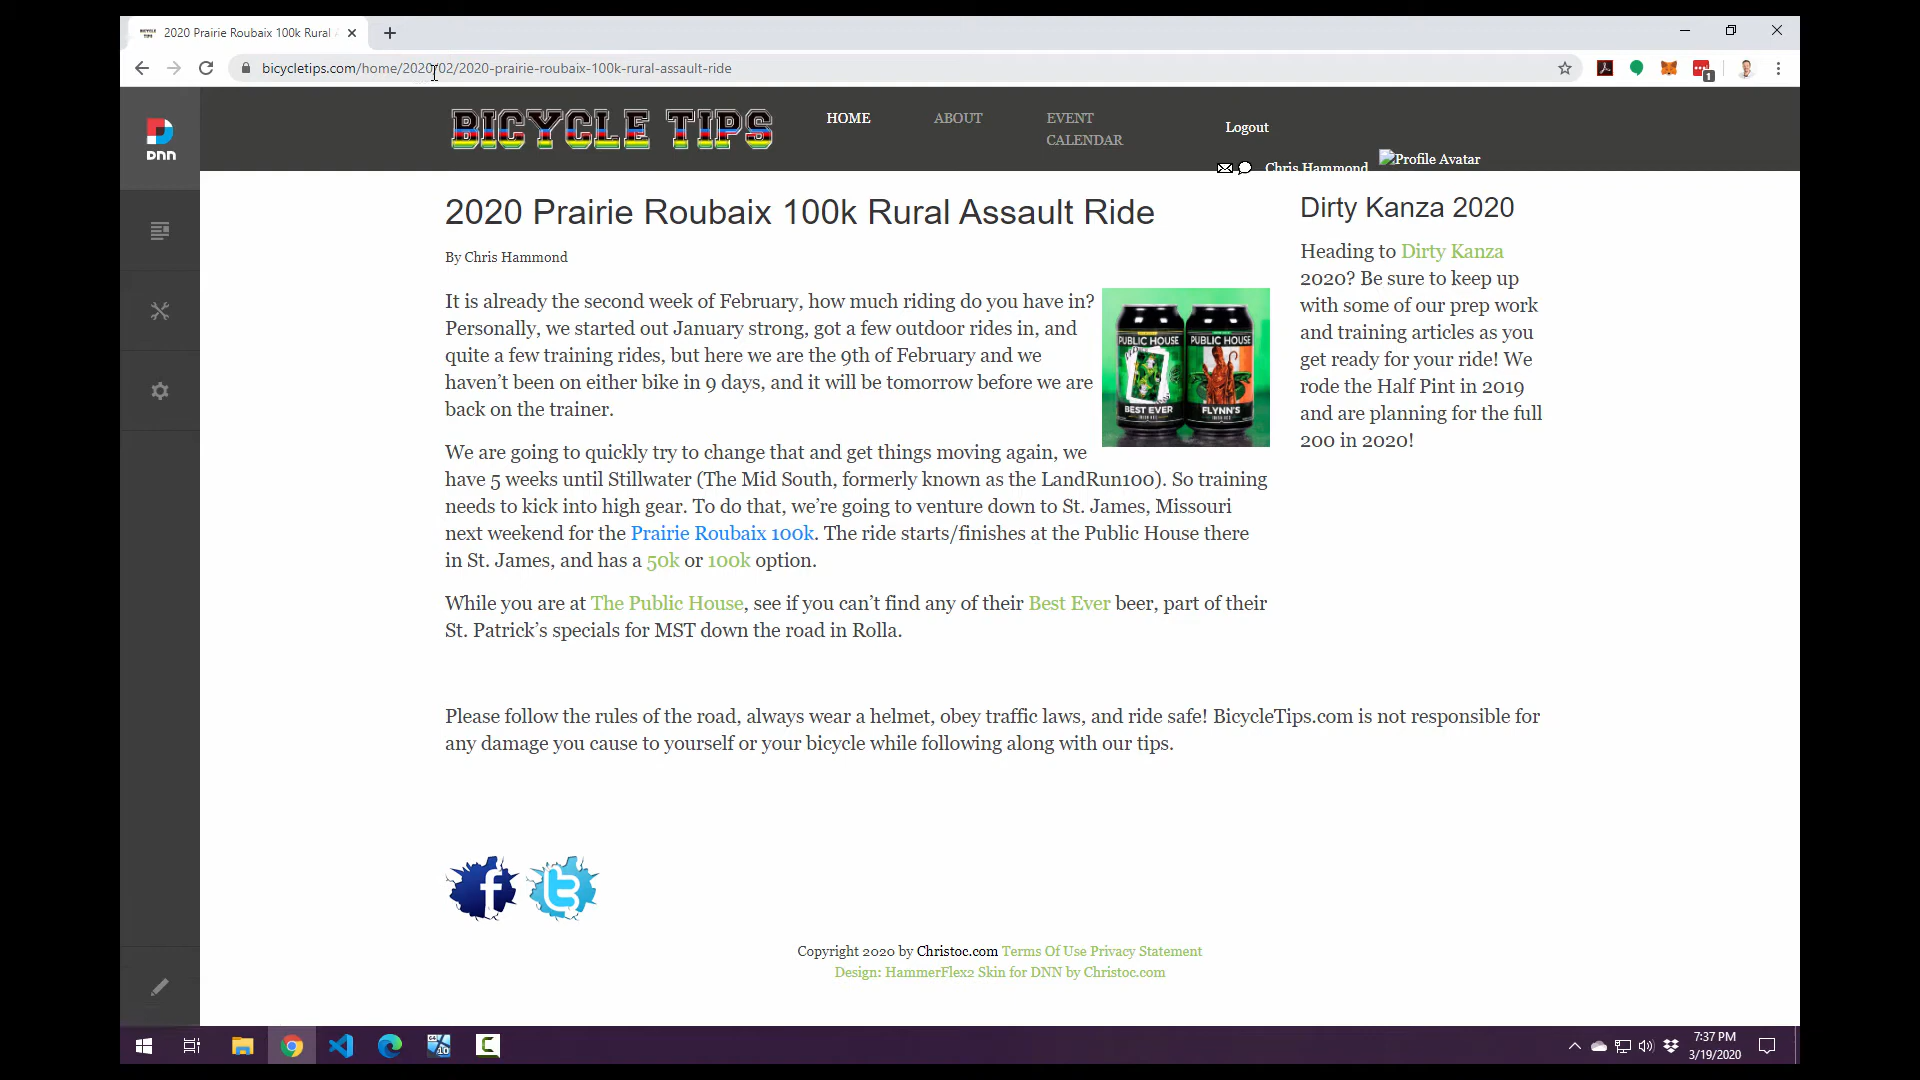 2020 Prairie Roubaix 100k Rural
bicycletips.com/home/2020/02/2020-prairie-roubaix-100k-rural-assault-ride
1
DNN
BICYCLE TIPS
HOME
ABOUT
EVENT
CALENDAR
Logout
Chris Hammond
Profile Avatar
2020 Prairie Roubaix 100k Rural Assault Ride
By Chris Hammond
It is already the second week of February, how much riding do you have in?
Personally, we started out January strong, got a few outdoor rides in, and
quite a few training rides, but here we are the 9th of February and we
haven't been on either bike in 9 days, and it will be tomorrow before we are
back on the trainer.
PUBLIC HOUSE
BEST EVER
PUBLIC HOUSE
FLYNN'S
We are going to quickly try to change that and get things moving again, we
have 5 weeks until Stillwater (The Mid South, formerly known as the LandRun100). So training
needs to kick into high gear. To do that, we’re going to venture down to St. James, Missouri
next weekend for the Prairie Roubaix 100k. The ride starts/finishes at the Public House there
in St. James, and has a 50k or 100k option.
While you are at The Public House, see if you can’t find any of their Best Ever beer, part of their
St. Patrick’s specials for MST down the road in Rolla.
Dirty Kanza 2020
Heading to Dirty Kanza
2020? Be sure to keep up
with some of our prep work
and training articles as you
get ready for your ride! We
rode the Half Pint in 2019
and are planning for the full
200 in 2020!
Please follow the rules of the road, always wear a helmet, obey traffic laws, and ride safe! BicycleTips.com is not responsible for
any damage you cause to yourself or your bicycle while following along with our tips.
Copyright 2020 by Christoc.com Terms Of Use Privacy Statement
Design: HammerFlex2 Skin for DNN by Christoc.com
7:37 PM
3/19/2020